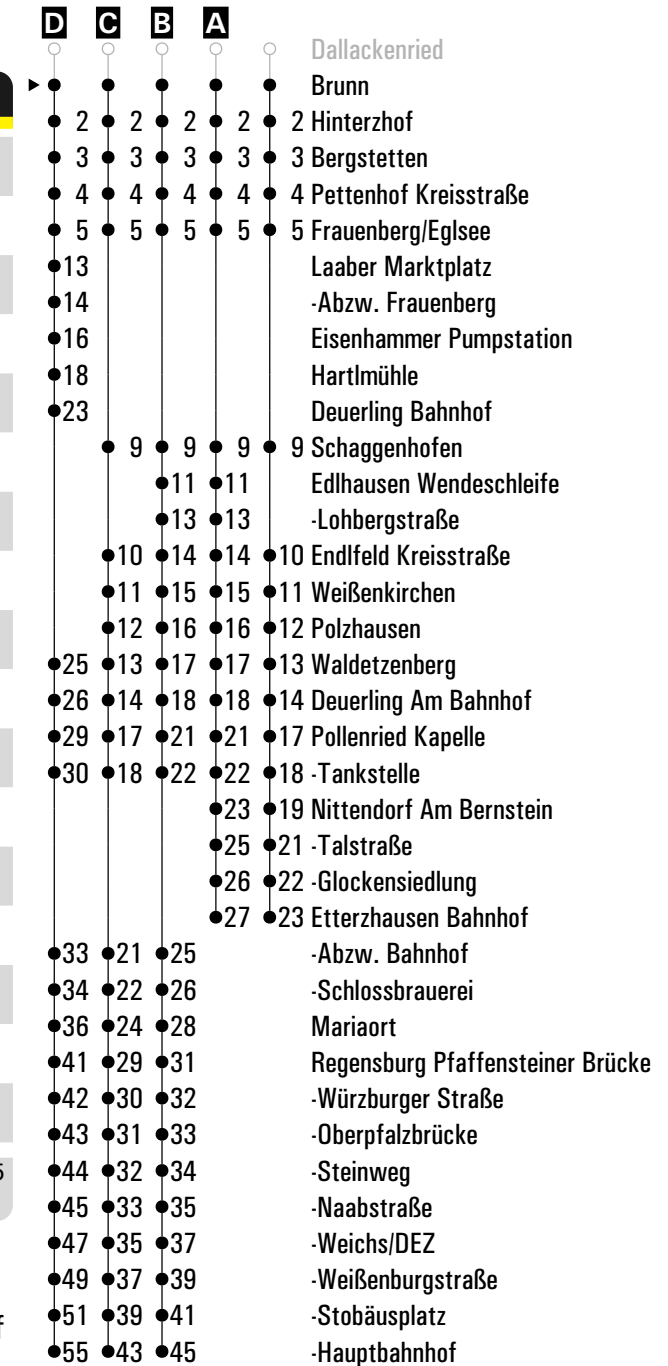 D C B A
Dallackenried
Brunn
2 2 2 2 2 Hinterzhof
3 3 3 3 3 Bergstetten
4 4 4 4 4 Pettenhof Kreisstraße
5 5 5 5 5 Frauenberg/Eglsee
13 Laaber Marktplatz
14 -Abzw. Frauenberg
16 Eisenhammer Pumpstation
18 Hartlmühle
23 Deuerling Bahnhof
9 9 9 9 Schaggenhofen
11 11 Edlhausen Wendeschleife
13 13 -Lohbergstraße
10 14 14 10 Endlfeld Kreisstraße
11 15 15 11 Weißenkirchen
12 16 16 12 Polzhausen
25 13 17 17 13 Waldetzenberg
26 14 18 18 14 Deuerling Am Bahnhof
29 17 21 21 17 Pollenried Kapelle
30 18 22 22 18 -Tankstelle
23 19 Nittendorf Am Bernstein
25 21 -Talstraße
26 22 -Glockensiedlung
27 23 Etterzhausen Bahnhof
33 21 25 -Abzw. Bahnhof
34 22 26 -Schlossbrauerei
36 24 28 Mariaort
41 29 31 Regensburg Pfaffensteiner Brücke
42 30 32 -Würzburger Straße
43 31 33 -Oberpfalzbrücke
44 32 34 -Steinweg
45 33 35 -Naabstraße
47 35 37 -Weichs/DEZ
49 37 39 -Weißenburgstraße
51 39 41 -Stobäusplatz
55 43 45 -Hauptbahnhof